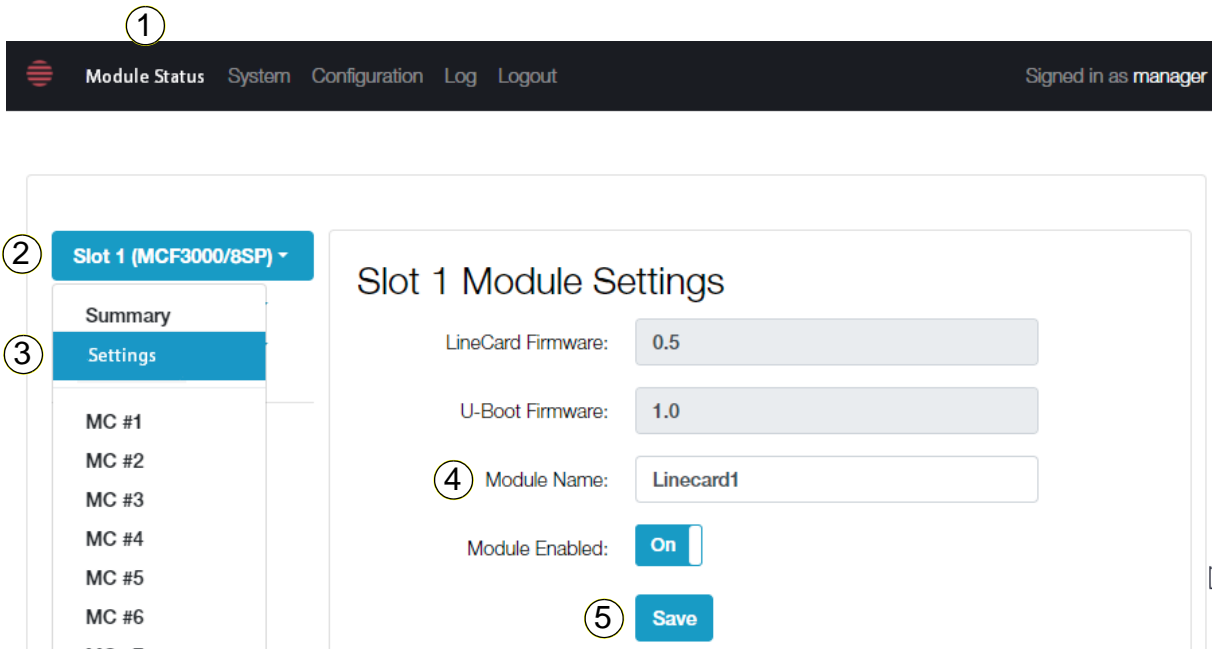 1
Module Status System Configuration Log Logout Signed in as manager
2 Slot 1 (MCF3000/8SP)
Summary
3 Settings
MC #1
MC #2
MC #3
MC #4
MC #5
MC #6
Slot 1 Module Settings
LineCard Firmware: 0.5
U-Boot Firmware: 1.0
4 Module Name: Linecard1
Module Enabled: On
5 Save